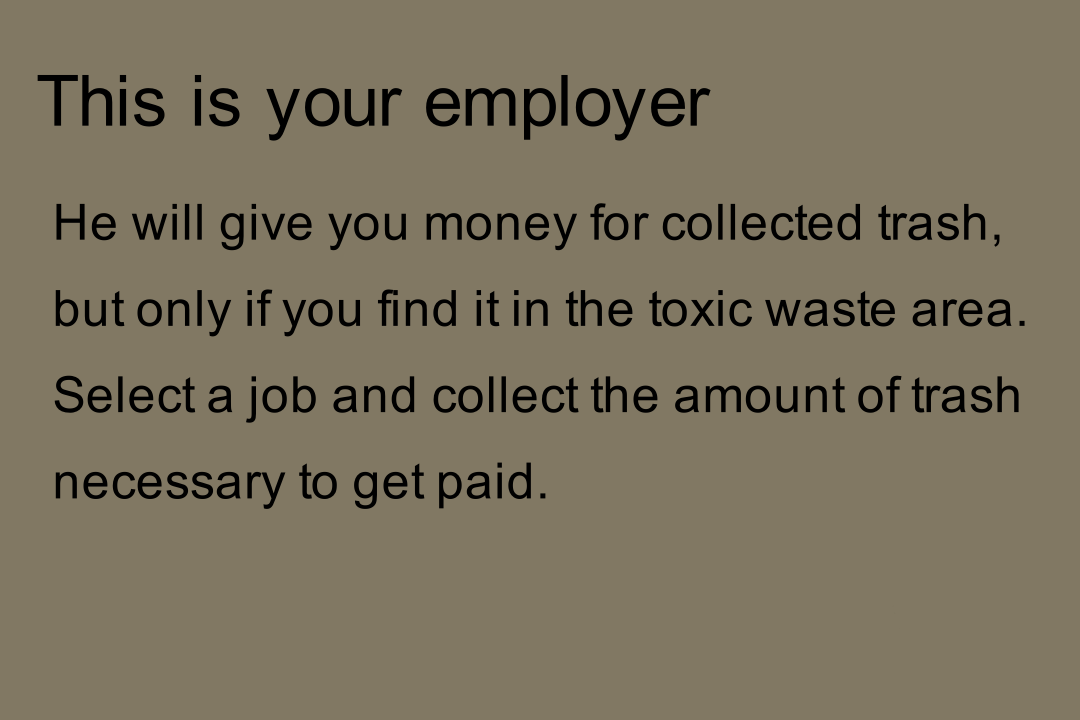 This is your employer
He will give you money for collected trash,
but only if you find it in the toxic waste area.
Select a job and collect the amount of trash
necessary to get paid.